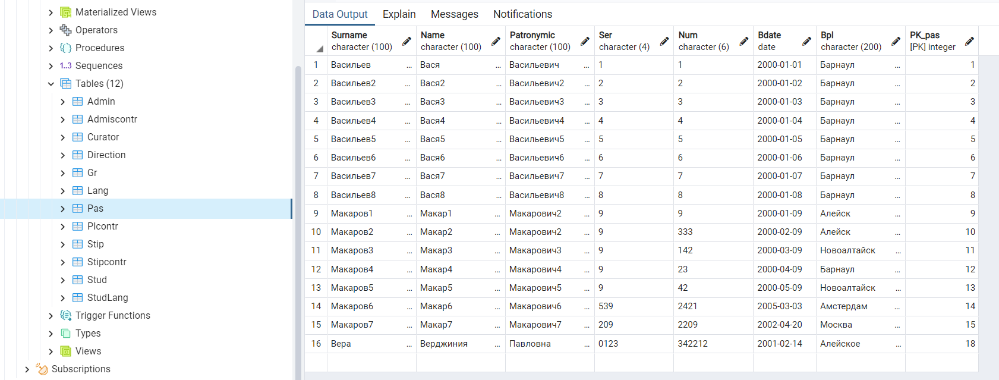 Materialized Views
Operators
Procedures
1..3 Sequences
Tables (12)
Admin
Admiscontr
Curator
Direction
Gr
Lang
Pas
Plcontr
Stip
Stipcontr
Stud
StudLang
Trigger Functions
Types
Views
Subscriptions
Data Output Explain Messages Notifications
Surname Name Patronymic Ser Num Bdate Bpl PK_pas
character (100) character (100) character (100) character (4) character (6) date character (200) [PK] integer
1 Васильев ... Вася ... Васильевич ... 1 1 2000-01-01 Барнаул ... 1
2 Васильев2 ... Вася2 ... Васильевич2 ... 2 2 2000-01-02 Барнаул ... 2
3 Васильев3 ... Вася3 ... Васильевич3 ... 3 3 2000-01-03 Барнаул ... 3
4 Васильев4 ... Вася4 ... Васильевич4 ... 4 4 2000-01-04 Барнаул ... 4
5 Васильев5 ... Вася5 ... Васильевич5 ... 5 5 2000-01-05 Барнаул ... 5
6 Васильев6 ... Вася6 ... Васильевич6 ... 6 6 2000-01-06 Барнаул ... 6
7 Васильев7 ... Вася7 ... Васильевич7 ... 7 7 2000-01-07 Барнаул ... 7
8 Васильев8 ... Вася8 ... Васильевич8 ... 8 8 2000-01-08 Барнаул ... 8
9 Макаров1 ... Макар1 ... Макарович2 ... 9 9 2000-01-09 Алейск ... 9
10 Макаров2 ... Макар2 ... Макарович2 ... 9 333 2000-02-09 Алейск ... 10
11 Макаров3 ... Макар3 ... Макарович3 ... 9 142 2000-03-09 Новоалтайск ... 11
12 Макаров4 ... Макар4 ... Макарович4 ... 9 23 2000-04-09 Барнаул ... 12
13 Макаров5 ... Макар5 ... Макарович5 ... 9 42 2000-05-09 Новоалтайск ... 13
14 Макаров6 ... Макар6 ... Макарович6 ... 539 2421 2005-03-03 Амстердам ... 14
15 Макаров7 ... Макар7 ... Макарович7 ... 209 2209 2002-04-20 Москва ... 15
16 Вера ... Верджиния ... Павловна ... 0123 342212 2001-02-14 Алейское ... 18